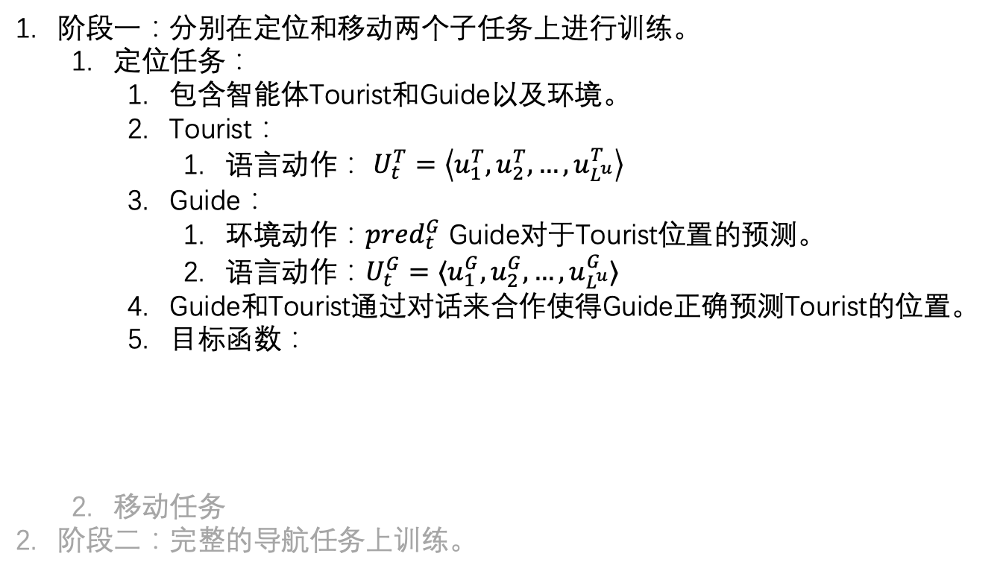 1. 阶段一：分别在定位和移动两个子任务上进行训练。
1. 定位任务：
1. 包含智能体Tourist和Guide以及环境。
2. Tourist：
1. 语言动作： $U_t^T = \langle u_1^T, u_2^T, \ldots, u_{L^u}^T \rangle$
3. Guide：
1. 环境动作：$pred_t^G$ Guide对于Tourist位置的预测。
2. 语言动作：$U_t^G = \langle u_1^G, u_2^G, \ldots, u_{L^u}^G \rangle$
4. Guide和Tourist通过对话来合作使得Guide正确预测Tourist的位置。
5. 目标函数：
2. 移动任务
2. 阶段二：完整的导航任务上训练。